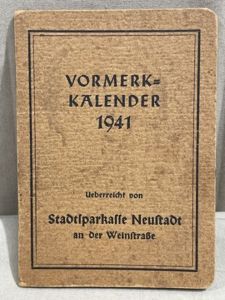 VORMERK=
KALENDER
1941
Ueberreicht von
Stadtsparkasse Neustadt
an der Weinstraße